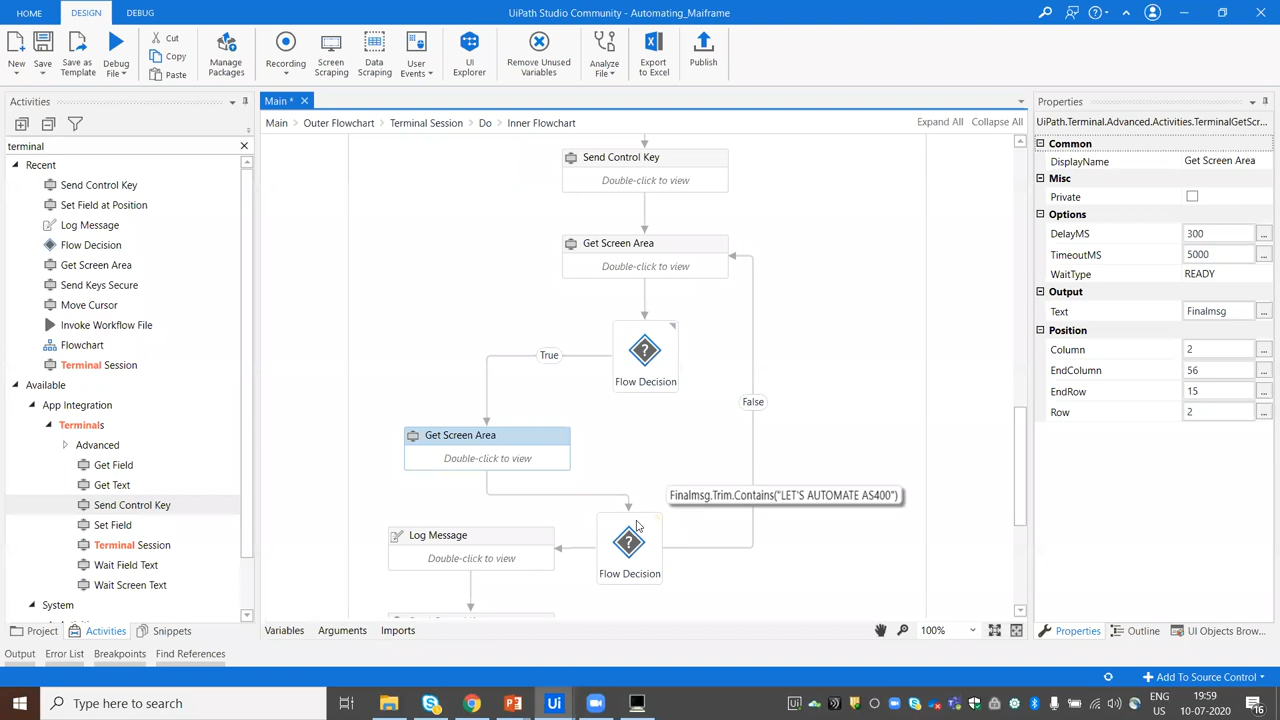 HOME
DESIGN
DEBUG
UiPath Studio Community - Automating_Maiframe
New
Save
Save as Template
Debug File
Cut
Copy
Paste
Manage Packages
Recording
Screen Scraping
Data Scraping
User Events
UI Explorer
Remove Unused Variables
Analyze File
Export to Excel
Publish
Activities
Main *
Properties
Main > Outer Flowchart > Terminal Session > Do > Inner Flowchart
Expand All
Collapse All
UiPath.Terminal.Advanced.Activities.TerminalGetScr...
terminal
Recent
Send Control Key
Set Field at Position
Log Message
Flow Decision
Get Screen Area
Send Keys Secure
Move Cursor
Invoke Workflow File
Flowchart
Terminal Session
Available
App Integration
Terminals
Advanced
Get Field
Get Text
Send Control Key
Set Field
Terminal Session
Wait Field Text
Wait Screen Text
System
Send Control Key
Double-click to view
Get Screen Area
Double-click to view
True
Flow Decision
False
Get Screen Area
Double-click to view
Finalmsg.Trim.Contains("LET'S AUTOMATE AS400")
Log Message
Double-click to view
Flow Decision
Common
DisplayName Get Screen Area
Misc
Private
Options
DelayMS 300 ...
TimeoutMS 5000 ...
WaitType READY
Output
Text Finalmsg ...
Position
Column 2 ...
EndColumn 56 ...
EndRow 15 ...
Row 2 ...
Project
Activities
Snippets
Variables
Arguments
Imports
100%
Properties
Outline
UI Objects Brow...
Output
Error List
Breakpoints
Find References
Add To Source Control
Type here to search
Ui
ENG
19:59
10-07-2020
16